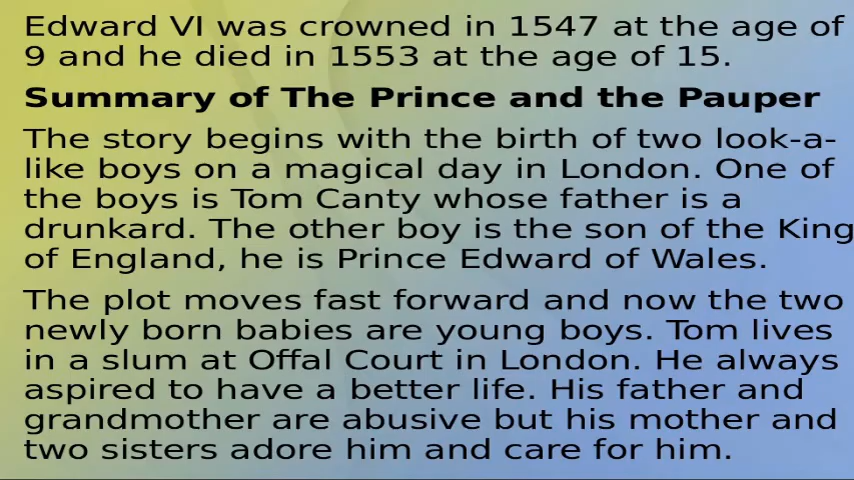 Edward VI was crowned in 1547 at the age of
9 and he died in 1553 at the age of 15.
Summary of The Prince and the Pauper
The story begins with the birth of two look-a-
like boys on a magical day in London. One of
the boys is Tom Canty whose father is a
drunkard. The other boy is the son of the King
of England, he is Prince Edward of Wales.
The plot moves fast forward and now the two
newly born babies are young boys. Tom lives
in a slum at Offal Court in London. He always
aspired to have a better life. His father and
grandmother are abusive but his mother and
two sisters adore him and care for him.